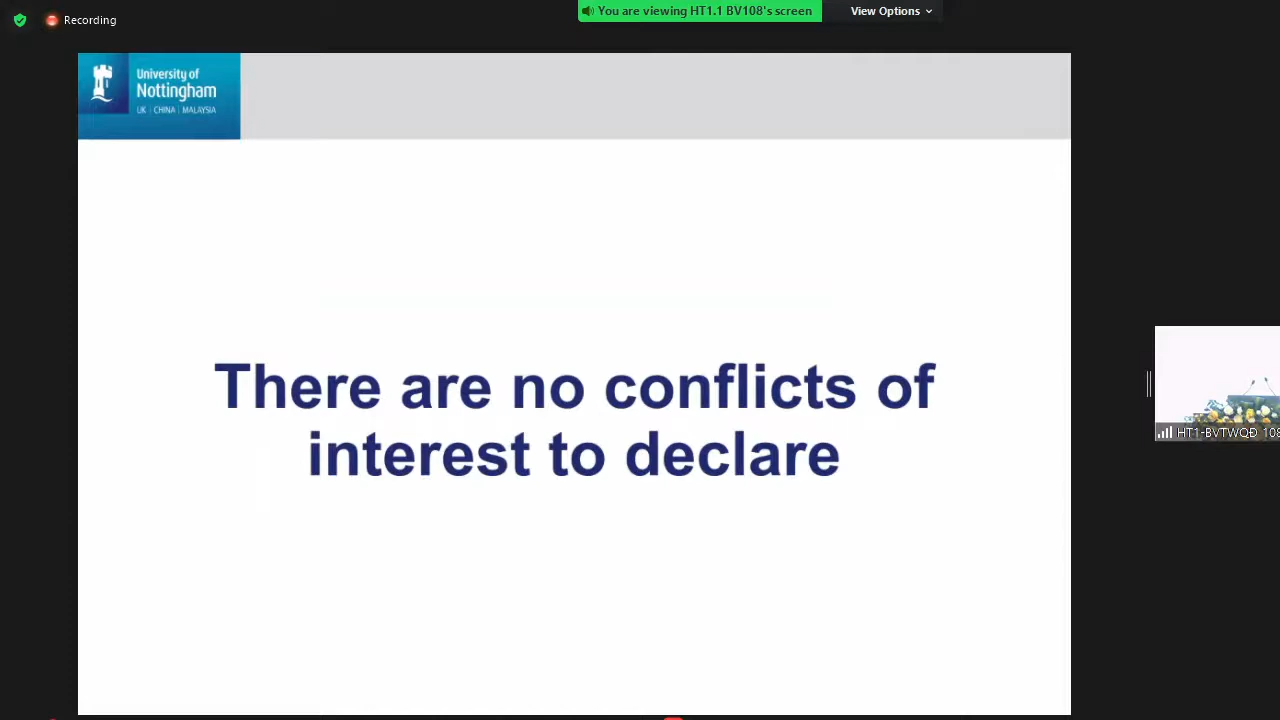 Recording
You are viewing HT1.1 BV108's screen
View Options
University of
Nottingham
UK | CHINA | MALAYSIA
There are no conflicts of
interest to declare
HT1-BVTWQĐ 108